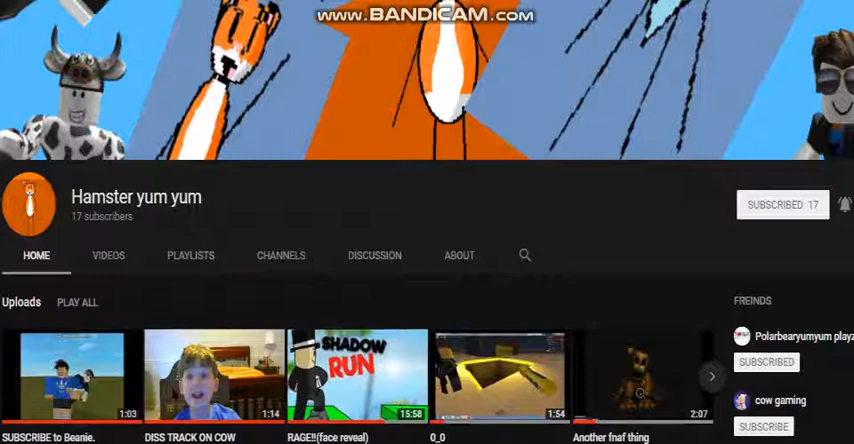 www.BANDICAM.com
Hamster yum yum
17 subscribers
SUBSCRIBED 17
HOME VIDEOS PLAYLISTS CHANNELS DISCUSSION ABOUT
Uploads PLAY ALL
FREINDS
SHADOW
RUN
Polarbearyumyum playz
SUBSCRIBED
cow gaming
SUBSCRIBE
1:03 1:14 15:58 1:54 2:07
SUBSCRIBE to Beanie. DISS TRACK ON COW RAGE!!(face reveal) 0_0 Another fnaf thing